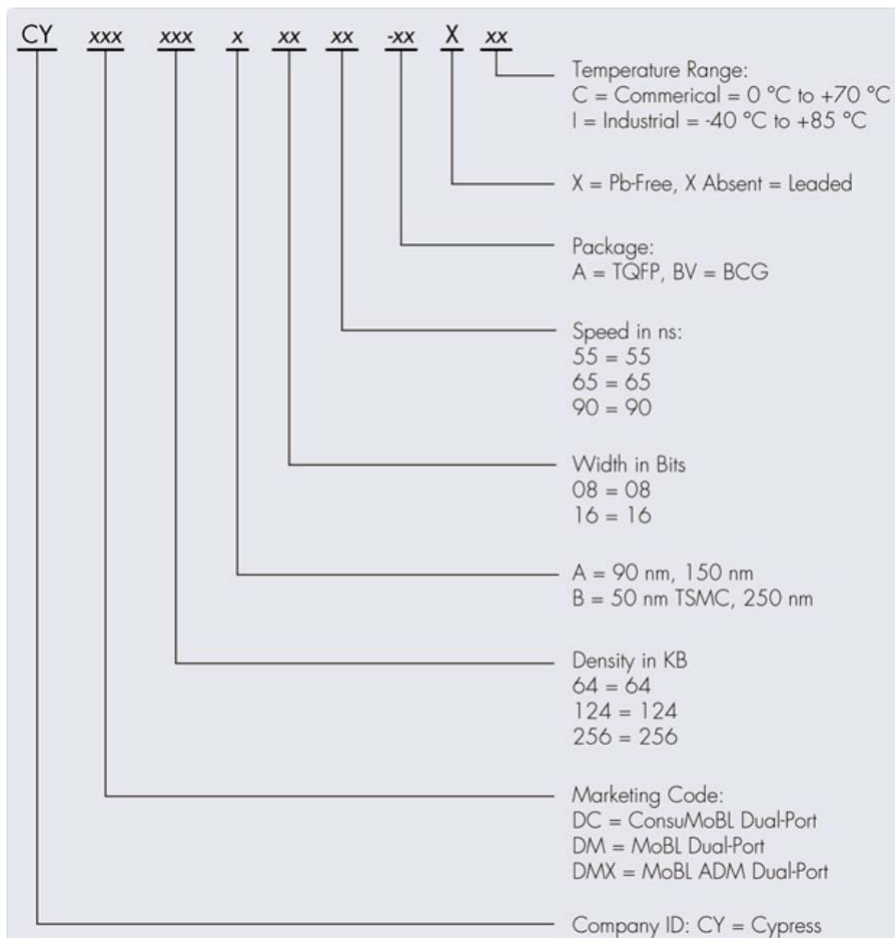 CY xxx xxx x xx xx -xx X xx
Temperature Range:
C = Commerical = 0 °C to +70 °C
I = Industrial = -40 °C to +85 °C
X = Pb-Free, X Absent = Leaded
Package:
A = TQFP, BV = BCG
Speed in ns:
55 = 55
65 = 65
90 = 90
Width in Bits
08 = 08
16 = 16
A = 90 nm, 150 nm
B = 50 nm TSMC, 250 nm
Density in KB
64 = 64
124 = 124
256 = 256
Marketing Code:
DC = ConsuMoBL Dual-Port
DM = MoBL Dual-Port
DMX = MoBL ADM Dual-Port
Company ID: CY = Cypress